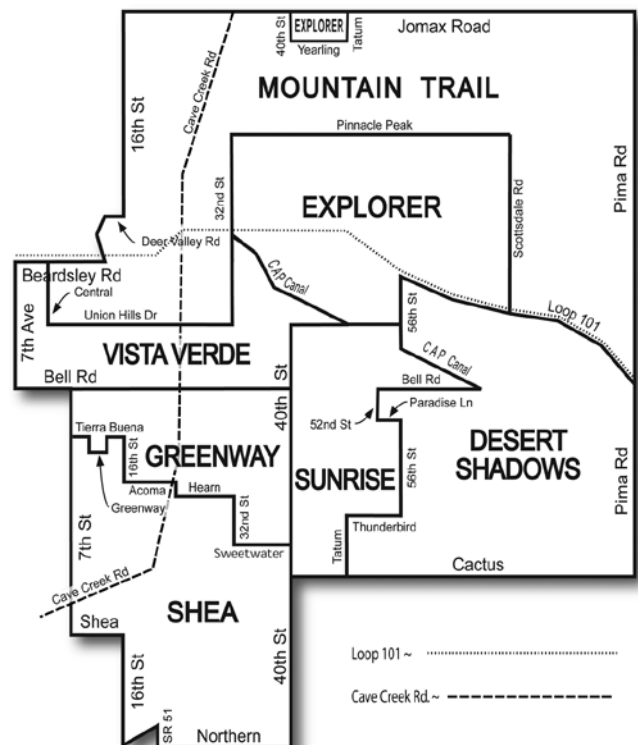 40th St
EXPLORER
Tatum
Jomax Road
Yearling
Cave Creek Rd
MOUNTAIN TRAIL
16th St
Pinnacle Peak
Pima Rd
32nd St
EXPLORER
Scottsdale Rd
Deer Valley Rd
Beardsley Rd
Central
CAP Canal
7th Ave
Union Hills Dr
56th St
Loop 101
VISTA VERDE
CAP Canal
Bell Rd
40th St
Bell Rd
Paradise Ln
52nd St
Tierra Buena
16th St
GREENWAY
DESERT
SHADOWS
SUNRISE
56th St
Acoma
Hearn
Greenway
7th St
32nd St
Thunderbird
Pima Rd
Sweetwater
Tatum
Cactus
Cave Creek Rd
SHEA
Shea
40th St
16th St
SR 51
Northern
Loop 101 ~
Cave Creek Rd. ~